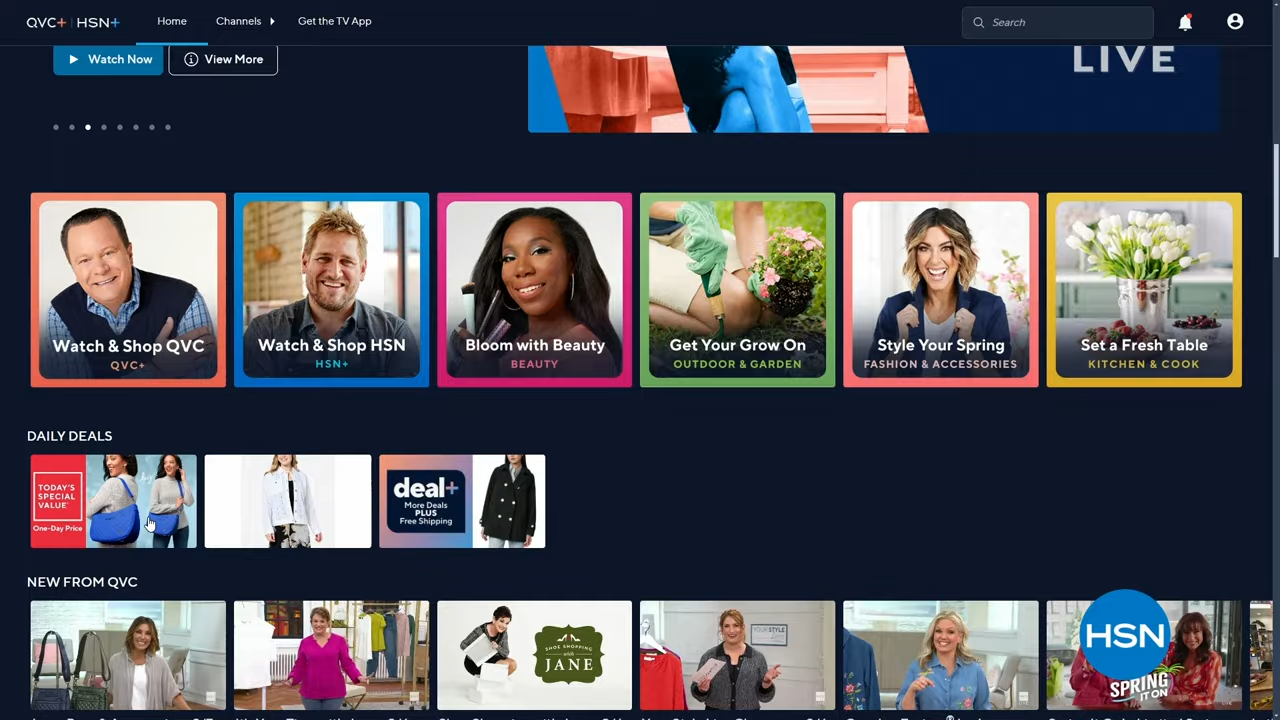 QVC+ | HSN+
Home
Channels
Get the TV App
Search
Watch Now
View More
LIVE
Watch & Shop QVC
QVC+
Watch & Shop HSN
HSN+
Bloom with Beauty
BEAUTY
Get Your Grow On
OUTDOOR & GARDEN
Style Your Spring
FASHION & ACCESSORIES
Set a Fresh Table
KITCHEN & COOK
DAILY DEALS
TODAY'S
SPECIAL
VALUE
One-Day Price
deal+
More Deals
PLUS
Free Shipping
NEW FROM QVC
SHOE SHOPPING
with
JANE
YOUR STYLE
HSN
SPRING
IT ON